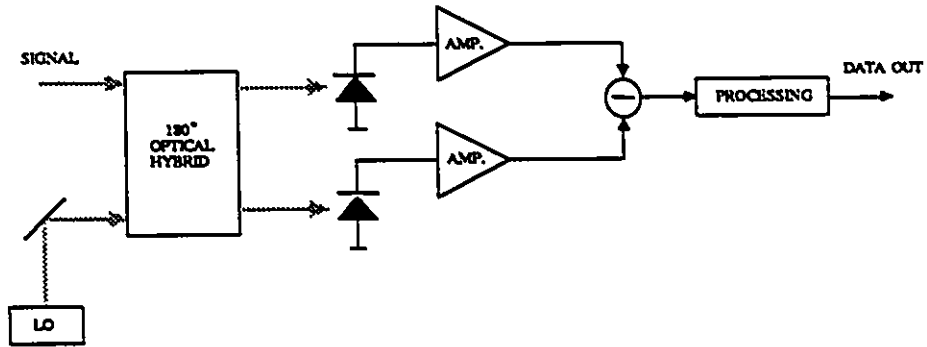 SIGNAL
180°
OPTICAL
HYBRID
LO
AMP.
AMP.
PROCESSING
DATA OUT